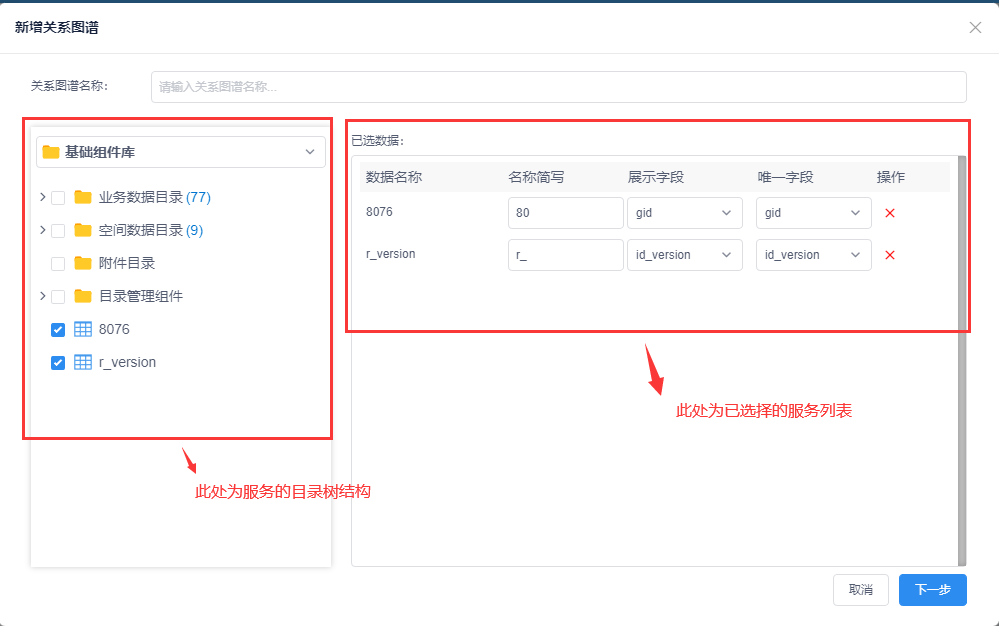 新增关系图谱
关系图谱名称：
请输入关系图谱名称...
基础组件库
业务数据目录 (77)
空间数据目录 (9)
附件目录
目录管理组件
8076
r_version
此处为服务的目录树结构
已选数据：
数据名称 名称简写 展示字段 唯一字段 操作
8076 80 gid gid
r_version r_ id_version id_version
此处为已选择的服务列表
取消 下一步